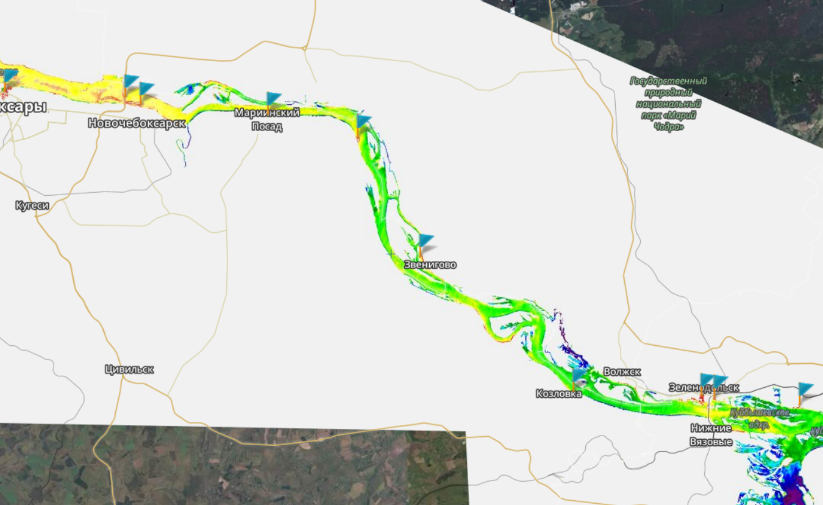 Государственный
природный
национальный
парк «Марий
Чодра»
ксары
Новочебоксарск
Мариинский
Посад
Кугеси
Звенигово
Цивильск
Волжск
Козловка
Зеленодольск
Нижние
Вязовые